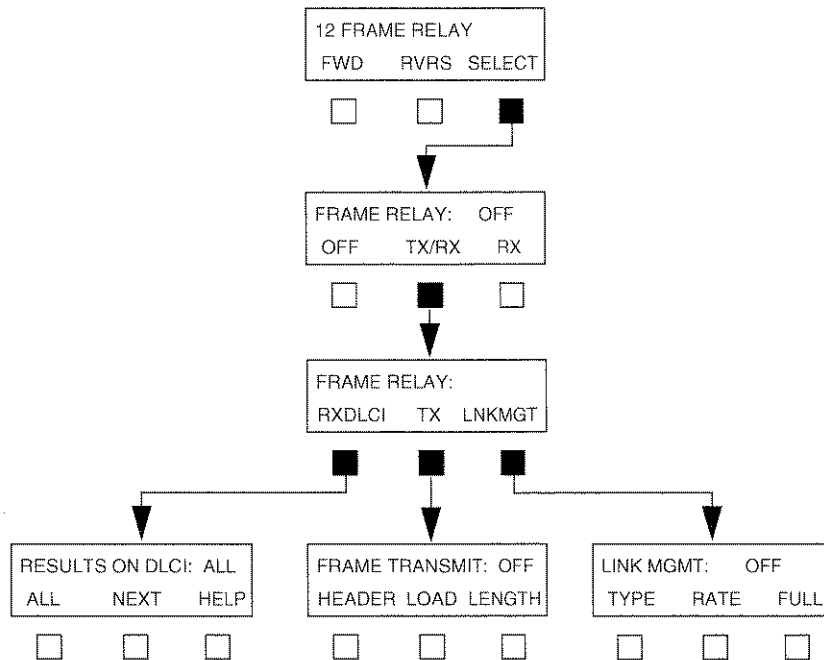 12 FRAME RELAY
FWD RVRS SELECT
FRAME RELAY: OFF
OFF TX/RX RX
FRAME RELAY:
RXDLCI TX LNKMGT
RESULTS ON DLCI: ALL
ALL NEXT HELP
FRAME TRANSMIT: OFF
HEADER LOAD LENGTH
LINK MGMT: OFF
TYPE RATE FULL